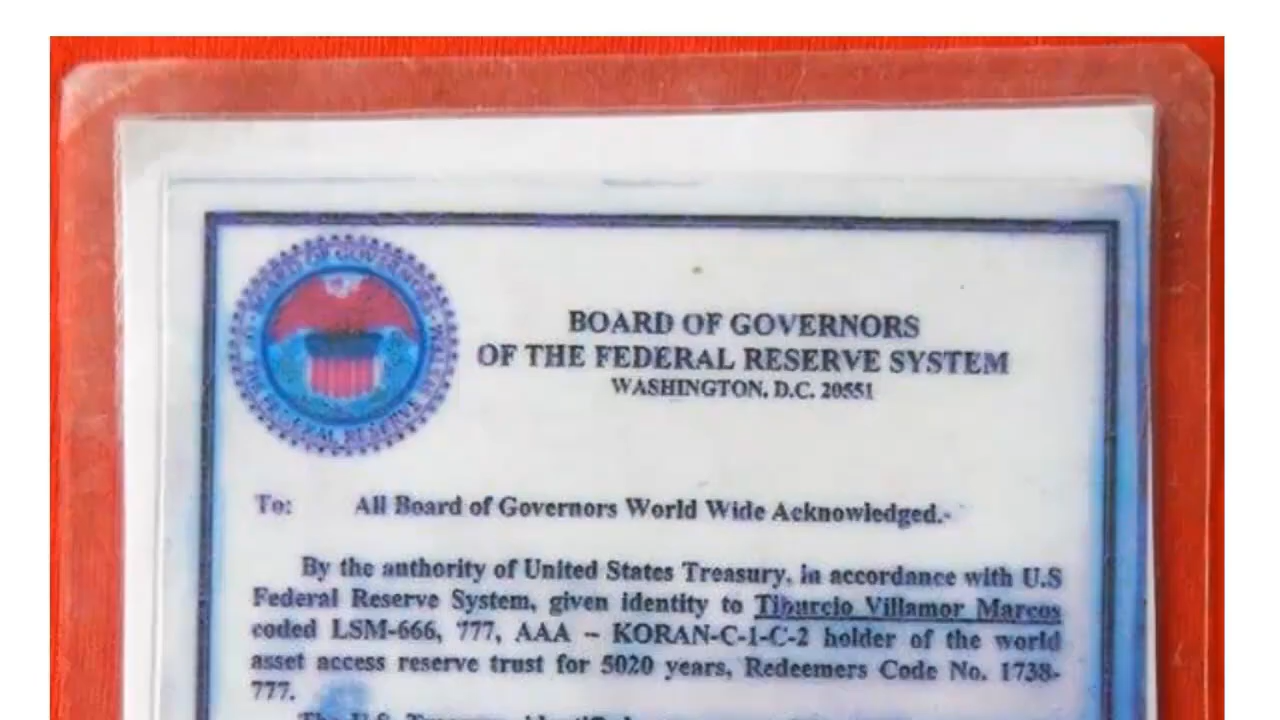 BOARD OF GOVERNORS
OF THE FEDERAL RESERVE SYSTEM
WASHINGTON, D.C. 20551
To: All Board of Governors World Wide Acknowledged.-
By the authority of United States Treasury, in accordance with U.S
Federal Reserve System, given identity to Tiburcio Villamor Marcos
coded LSM-666, 777, AAA – KORAN-C-1-C-2 holder of the world
asset access reserve trust for 5020 years, Redeemers Code No. 1738-
777.
The U.S. Treasury